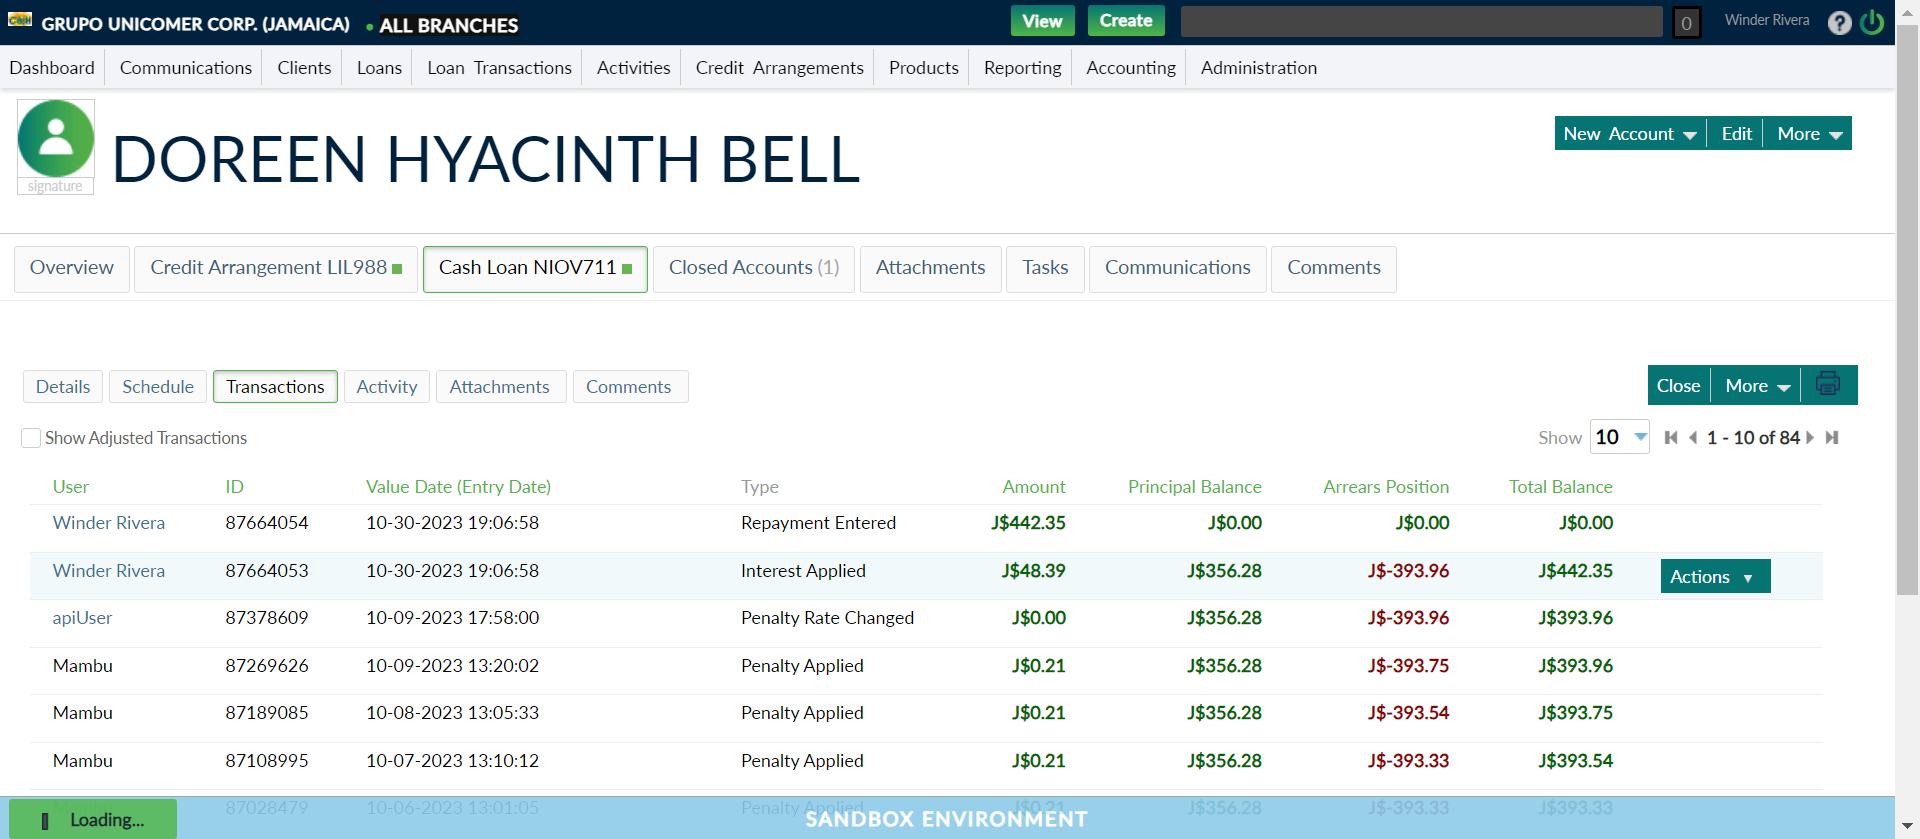 GRUPO UNICOMER CORP. (JAMAICA) • ALL BRANCHES View Create 0 Winder Rivera ?
Dashboard Communications Clients Loans Loan Transactions Activities Credit Arrangements Products Reporting Accounting Administration
DOREEN HYACINTH BELL
signature
New Account Edit More
Overview Credit Arrangement LIL988 Cash Loan NIOV711 Closed Accounts (1) Attachments Tasks Communications Comments
Details Schedule Transactions Activity Attachments Comments Close More
Show Adjusted Transactions Show 10 1 - 10 of 84
User ID Value Date (Entry Date) Type Amount Principal Balance Arrears Position Total Balance
Winder Rivera 87664054 10-30-2023 19:06:58 Repayment Entered J$442.35 J$0.00 J$0.00 J$0.00
Winder Rivera 87664053 10-30-2023 19:06:58 Interest Applied J$48.39 J$356.28 J$-393.96 J$442.35 Actions
apiUser 87378609 10-09-2023 17:58:00 Penalty Rate Changed J$0.00 J$356.28 J$-393.96 J$393.96
Mambu 87269626 10-09-2023 13:20:02 Penalty Applied J$0.21 J$356.28 J$-393.75 J$393.96
Mambu 87189085 10-08-2023 13:05:33 Penalty Applied J$0.21 J$356.28 J$-393.54 J$393.75
Mambu 87108995 10-07-2023 13:10:12 Penalty Applied J$0.21 J$356.28 J$-393.33 J$393.54
Mambu 87028479 10-06-2023 13:01:05 Penalty Applied J$0.21 J$356.28 J$-393.33 J$393.33
Loading... SANDBOX ENVIRONMENT